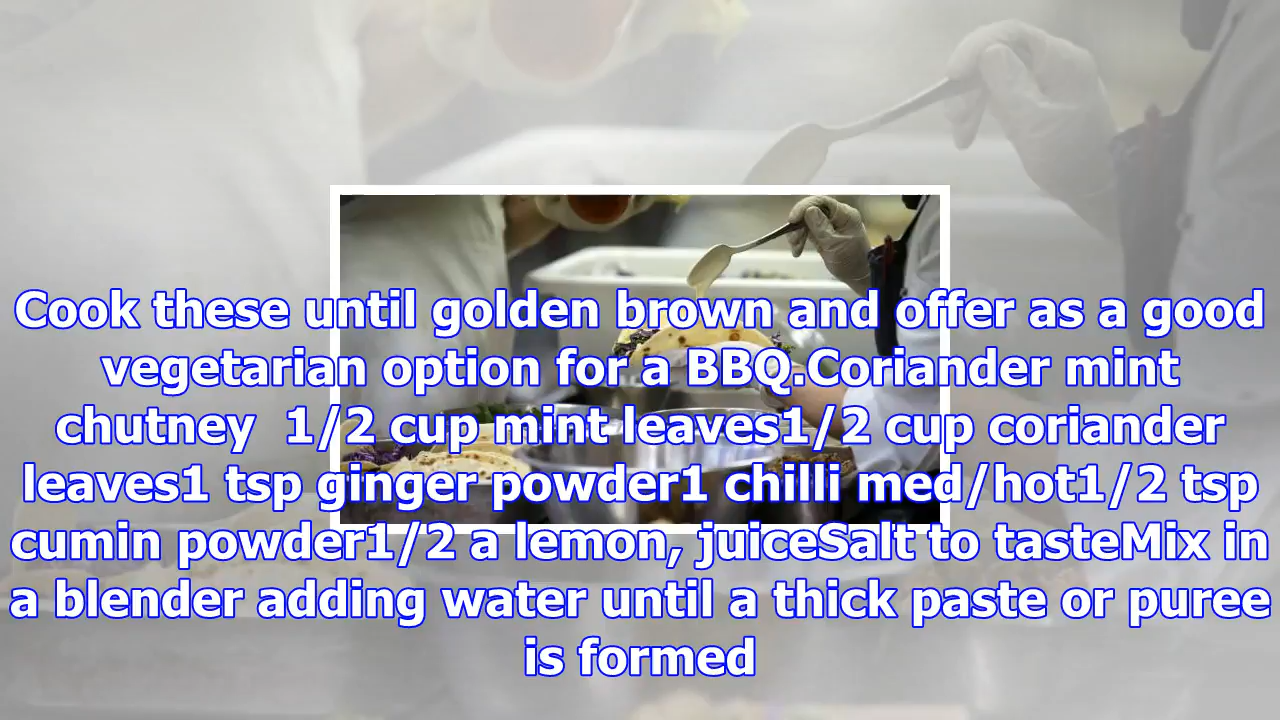 Cook these until golden brown and offer as a good
vegetarian option for a BBQ.Coriander mint
chutney  1/2 cup mint leaves1/2 cup coriander
leaves1 tsp ginger powder1 chilli med/hot1/2 tsp
cumin powder1/2 a lemon, juiceSalt to tasteMix in
a blender adding water until a thick paste or puree
is formed